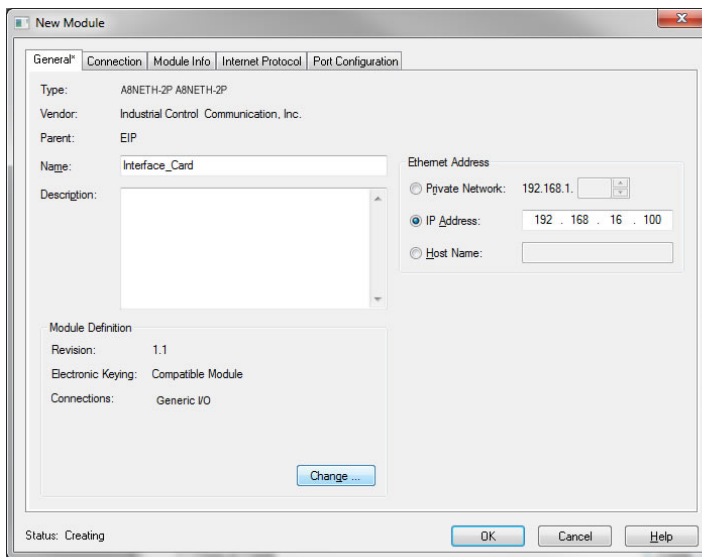 New Module
General* Connection Module Info Internet Protocol Port Configuration
Type: A8NETH-2P A8NETH-2P
Vendor: Industrial Control Communication, Inc.
Parent: EIP
Name: Interface_Card
Description:
Ethernet Address
Private Network: 192.168.1.
IP Address: 192 . 168 . 16 . 100
Host Name:
Module Definition
Revision: 1.1
Electronic Keying: Compatible Module
Connections: Generic I/O
Change ...
Status: Creating
OK Cancel Help